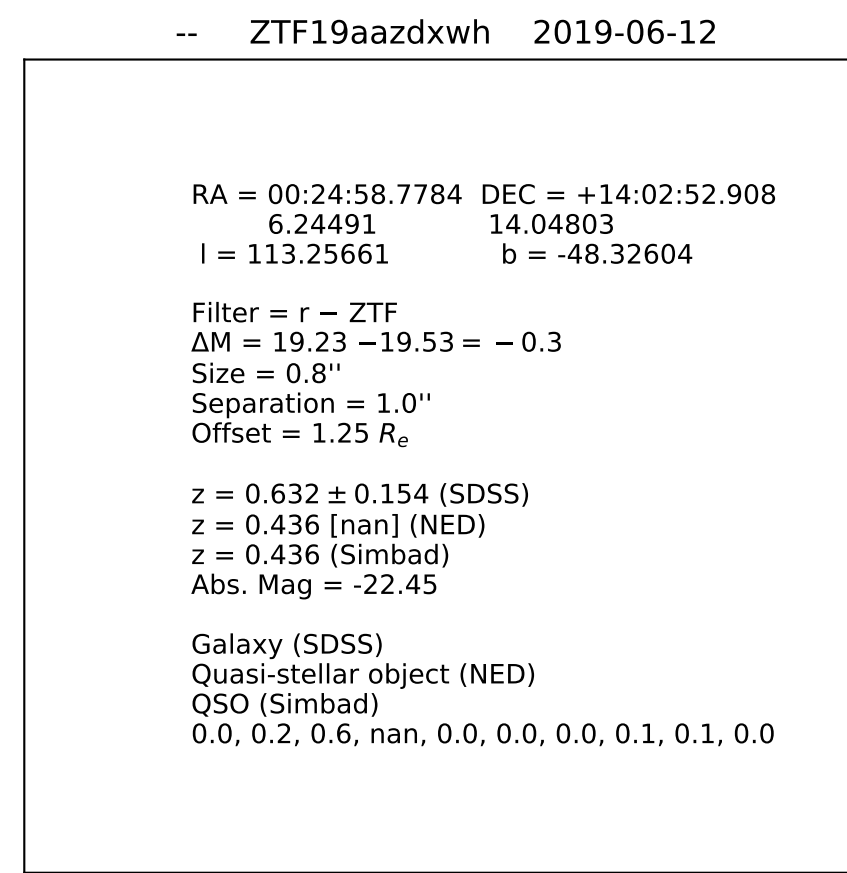 -- ZTF19aazdxwh 2019-06-12
RA = 00:24:58.7784 DEC = +14:02:52.908
6.24491 14.04803
l = 113.25661 b = -48.32604
Filter = r − ZTF
ΔM = 19.23 −19.53 = − 0.3
Size = 0.8''
Separation = 1.0''
Offset = 1.25 Rₑ
z = 0.632 ± 0.154 (SDSS)
z = 0.436 [nan] (NED)
z = 0.436 (Simbad)
Abs. Mag = -22.45
Galaxy (SDSS)
Quasi-stellar object (NED)
QSO (Simbad)
0.0, 0.2, 0.6, nan, 0.0, 0.0, 0.0, 0.1, 0.1, 0.0